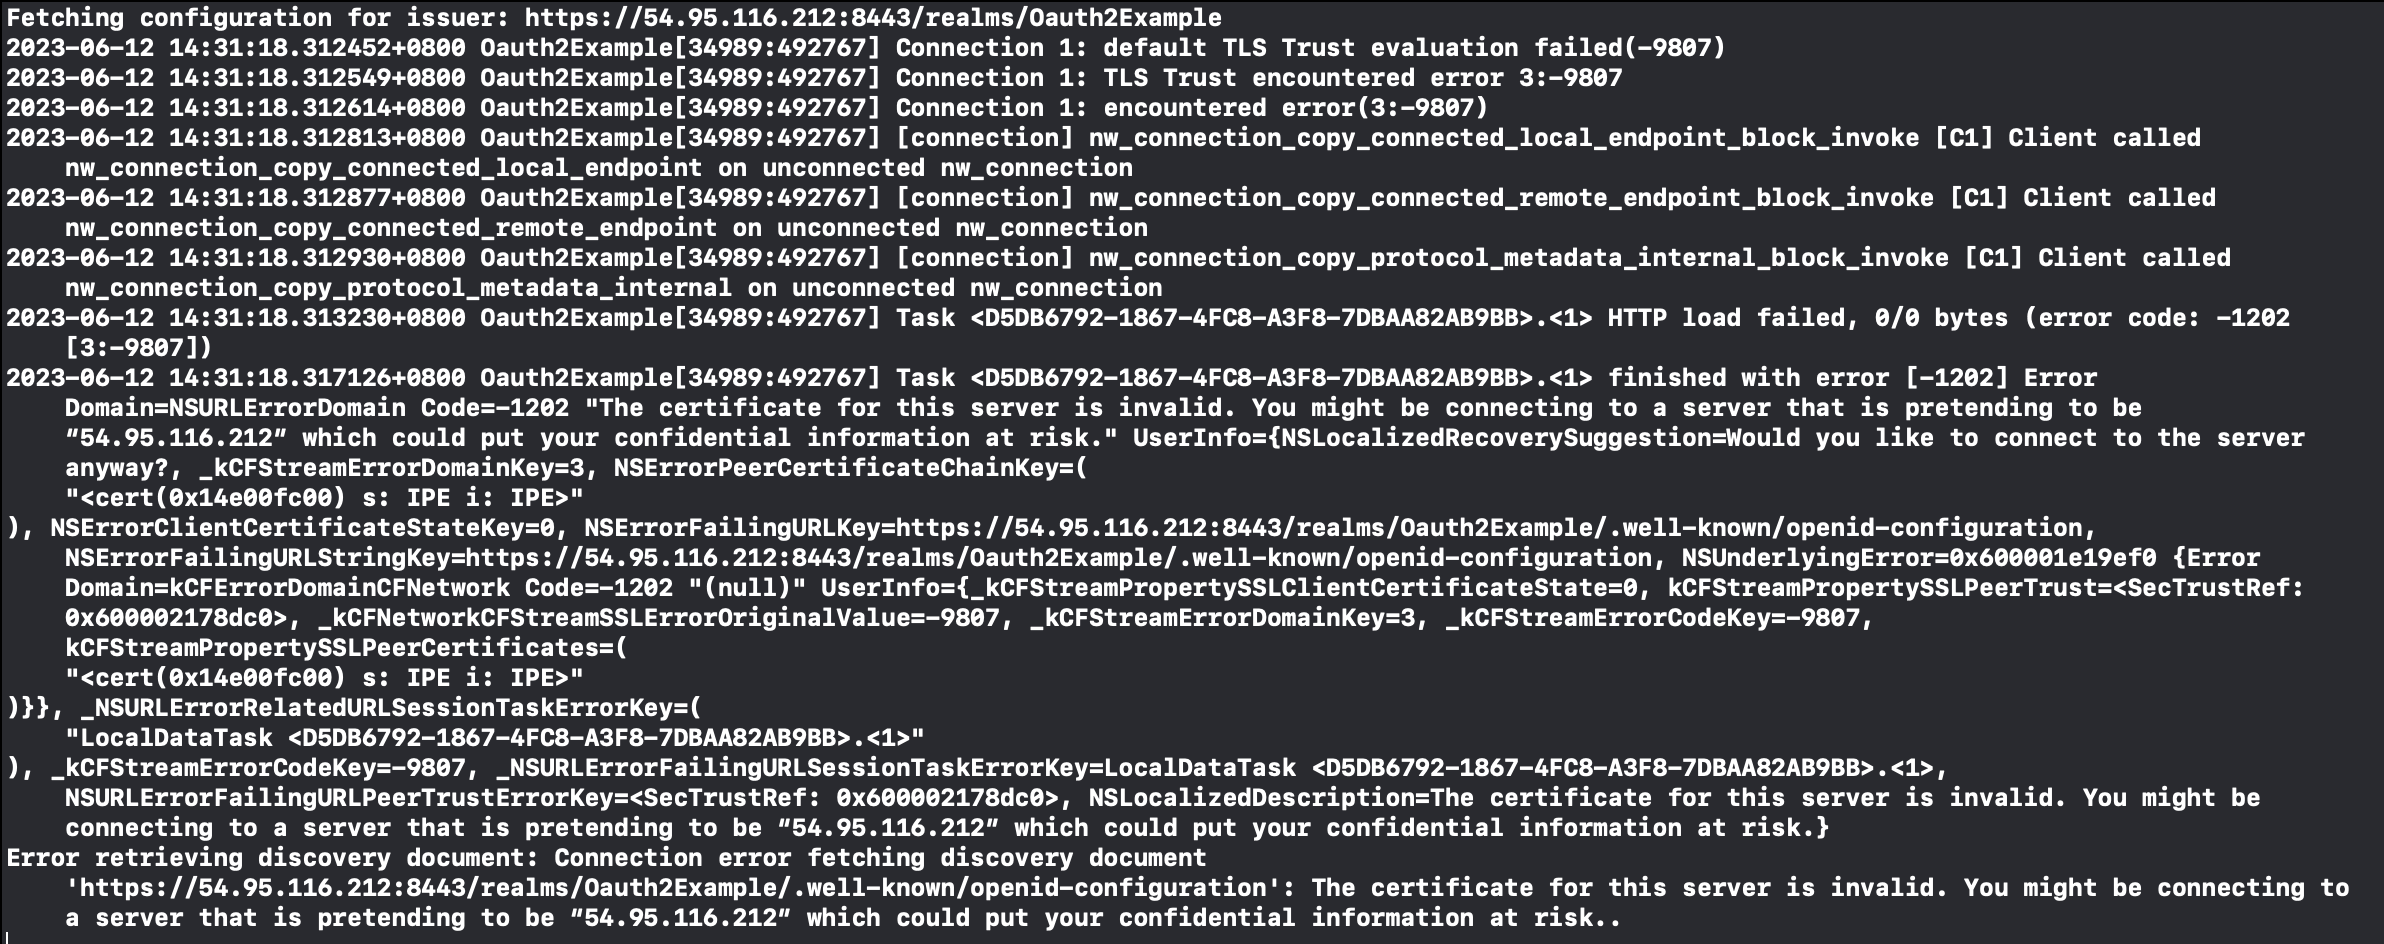 Fetching configuration for issuer: https://54.95.116.212:8443/realms/Oauth2Example
2023-06-12 14:31:18.312452+0800 Oauth2Example[34989:492767] Connection 1: default TLS Trust evaluation failed(-9807)
2023-06-12 14:31:18.312549+0800 Oauth2Example[34989:492767] Connection 1: TLS Trust encountered error 3:-9807
2023-06-12 14:31:18.312614+0800 Oauth2Example[34989:492767] Connection 1: encountered error(3:-9807)
2023-06-12 14:31:18.312813+0800 Oauth2Example[34989:492767] [connection] nw_connection_copy_connected_local_endpoint_block_invoke [C1] Client called
nw_connection_copy_connected_local_endpoint on unconnected nw_connection
2023-06-12 14:31:18.312877+0800 Oauth2Example[34989:492767] [connection] nw_connection_copy_connected_remote_endpoint_block_invoke [C1] Client called
nw_connection_copy_connected_remote_endpoint on unconnected nw_connection
2023-06-12 14:31:18.312930+0800 Oauth2Example[34989:492767] [connection] nw_connection_copy_protocol_metadata_internal_block_invoke [C1] Client called
nw_connection_copy_protocol_metadata_internal on unconnected nw_connection
2023-06-12 14:31:18.313230+0800 Oauth2Example[34989:492767] Task <D5DB6792-1867-4FC8-A3F8-7DBAA82AB9BB>.<1> HTTP load failed, 0/0 bytes (error code: -1202
[3:-9807])
2023-06-12 14:31:18.317126+0800 Oauth2Example[34989:492767] Task <D5DB6792-1867-4FC8-A3F8-7DBAA82AB9BB>.<1> finished with error [-1202] Error
Domain=NSURLErrorDomain Code=-1202 "The certificate for this server is invalid. You might be connecting to a server that is pretending to be
“54.95.116.212” which could put your confidential information at risk." UserInfo={NSLocalizedRecoverySuggestion=Would you like to connect to the server
anyway?, _kCFStreamErrorDomainKey=3, NSErrorPeerCertificateChainKey=(
"<cert(0x14e00fc00) s: IPE i: IPE>"
), NSErrorClientCertificateStateKey=0, NSErrorFailingURLKey=https://54.95.116.212:8443/realms/Oauth2Example/.well-known/openid-configuration,
NSErrorFailingURLStringKey=https://54.95.116.212:8443/realms/Oauth2Example/.well-known/openid-configuration, NSUnderlyingError=0x600001e19ef0 {Error
Domain=kCFErrorDomainCFNetwork Code=-1202 "(null)" UserInfo={_kCFStreamPropertySSLClientCertificateState=0, kCFStreamPropertySSLPeerTrust=<SecTrustRef:
0x600002178dc0>, _kCFNetworkCFStreamSSLErrorOriginalValue=-9807, _kCFStreamErrorDomainKey=3, _kCFStreamErrorCodeKey=-9807,
kCFStreamPropertySSLPeerCertificates=(
"<cert(0x14e00fc00) s: IPE i: IPE>"
)}}, _NSURLErrorRelatedURLSessionTaskErrorKey=(
"LocalDataTask <D5DB6792-1867-4FC8-A3F8-7DBAA82AB9BB>.<1>"
), _kCFStreamErrorCodeKey=-9807, _NSURLErrorFailingURLSessionTaskErrorKey=LocalDataTask <D5DB6792-1867-4FC8-A3F8-7DBAA82AB9BB>.<1>,
NSURLErrorFailingURLPeerTrustErrorKey=<SecTrustRef: 0x600002178dc0>, NSLocalizedDescription=The certificate for this server is invalid. You might be
connecting to a server that is pretending to be “54.95.116.212” which could put your confidential information at risk.}
Error retrieving discovery document: Connection error fetching discovery document
'https://54.95.116.212:8443/realms/Oauth2Example/.well-known/openid-configuration': The certificate for this server is invalid. You might be connecting to
a server that is pretending to be “54.95.116.212” which could put your confidential information at risk..